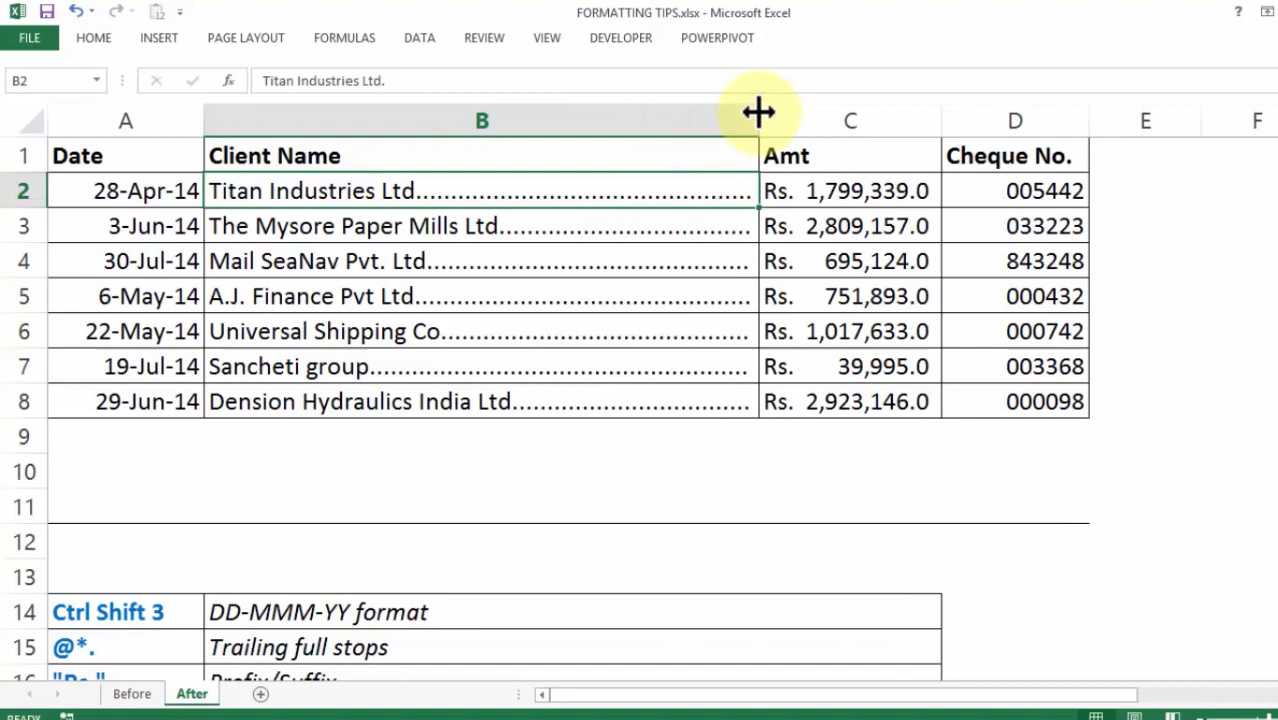 12
FORMATTING TIPS.xlsx - Microsoft Excel
?
FILE HOME INSERT PAGE LAYOUT FORMULAS DATA REVIEW VIEW DEVELOPER POWERPIVOT
B2 fx Titan Industries Ltd.
A B C D E F
1 Date Client Name Amt Cheque No.
2 28-Apr-14 Titan Industries Ltd................................................ Rs. 1,799,339.0 005442
3 3-Jun-14 The Mysore Paper Mills Ltd..................................... Rs. 2,809,157.0 033223
4 30-Jul-14 Mail SeaNav Pvt. Ltd.............................................. Rs. 695,124.0 843248
5 6-May-14 A.J. Finance Pvt Ltd................................................ Rs. 751,893.0 000432
6 22-May-14 Universal Shipping Co............................................ Rs. 1,017,633.0 000742
7 19-Jul-14 Sancheti group...................................................... Rs. 39,995.0 003368
8 29-Jun-14 Dension Hydraulics India Ltd................................... Rs. 2,923,146.0 000098
9
10
11
12
13
14 Ctrl Shift 3 DD-MMM-YY format
15 @*. Trailing full stops
16 "Rs." Prefix/Suffix
Before After
READY